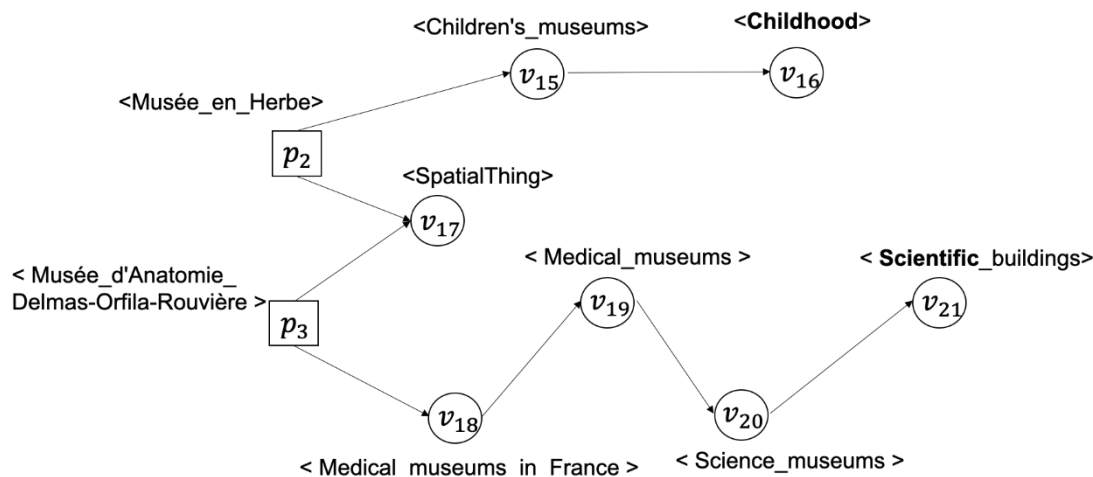 <Children's_museums>
<Childhood>
v15
v16
<Musée_en_Herbe>
p2
<SpatialThing>
v17
< Medical_museums >
< Scientific_buildings>
< Musée_d'Anatomie_
Delmas-Orfila-Rouvière >
v19
v21
p3
v18
v20
< Medical museums in France >
< Science_museums >